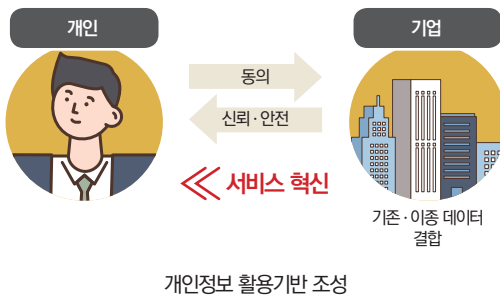 개인
기업
동의
신뢰·안전
서비스 혁신
기존·이종 데이터
결합
개인정보 활용기반 조성